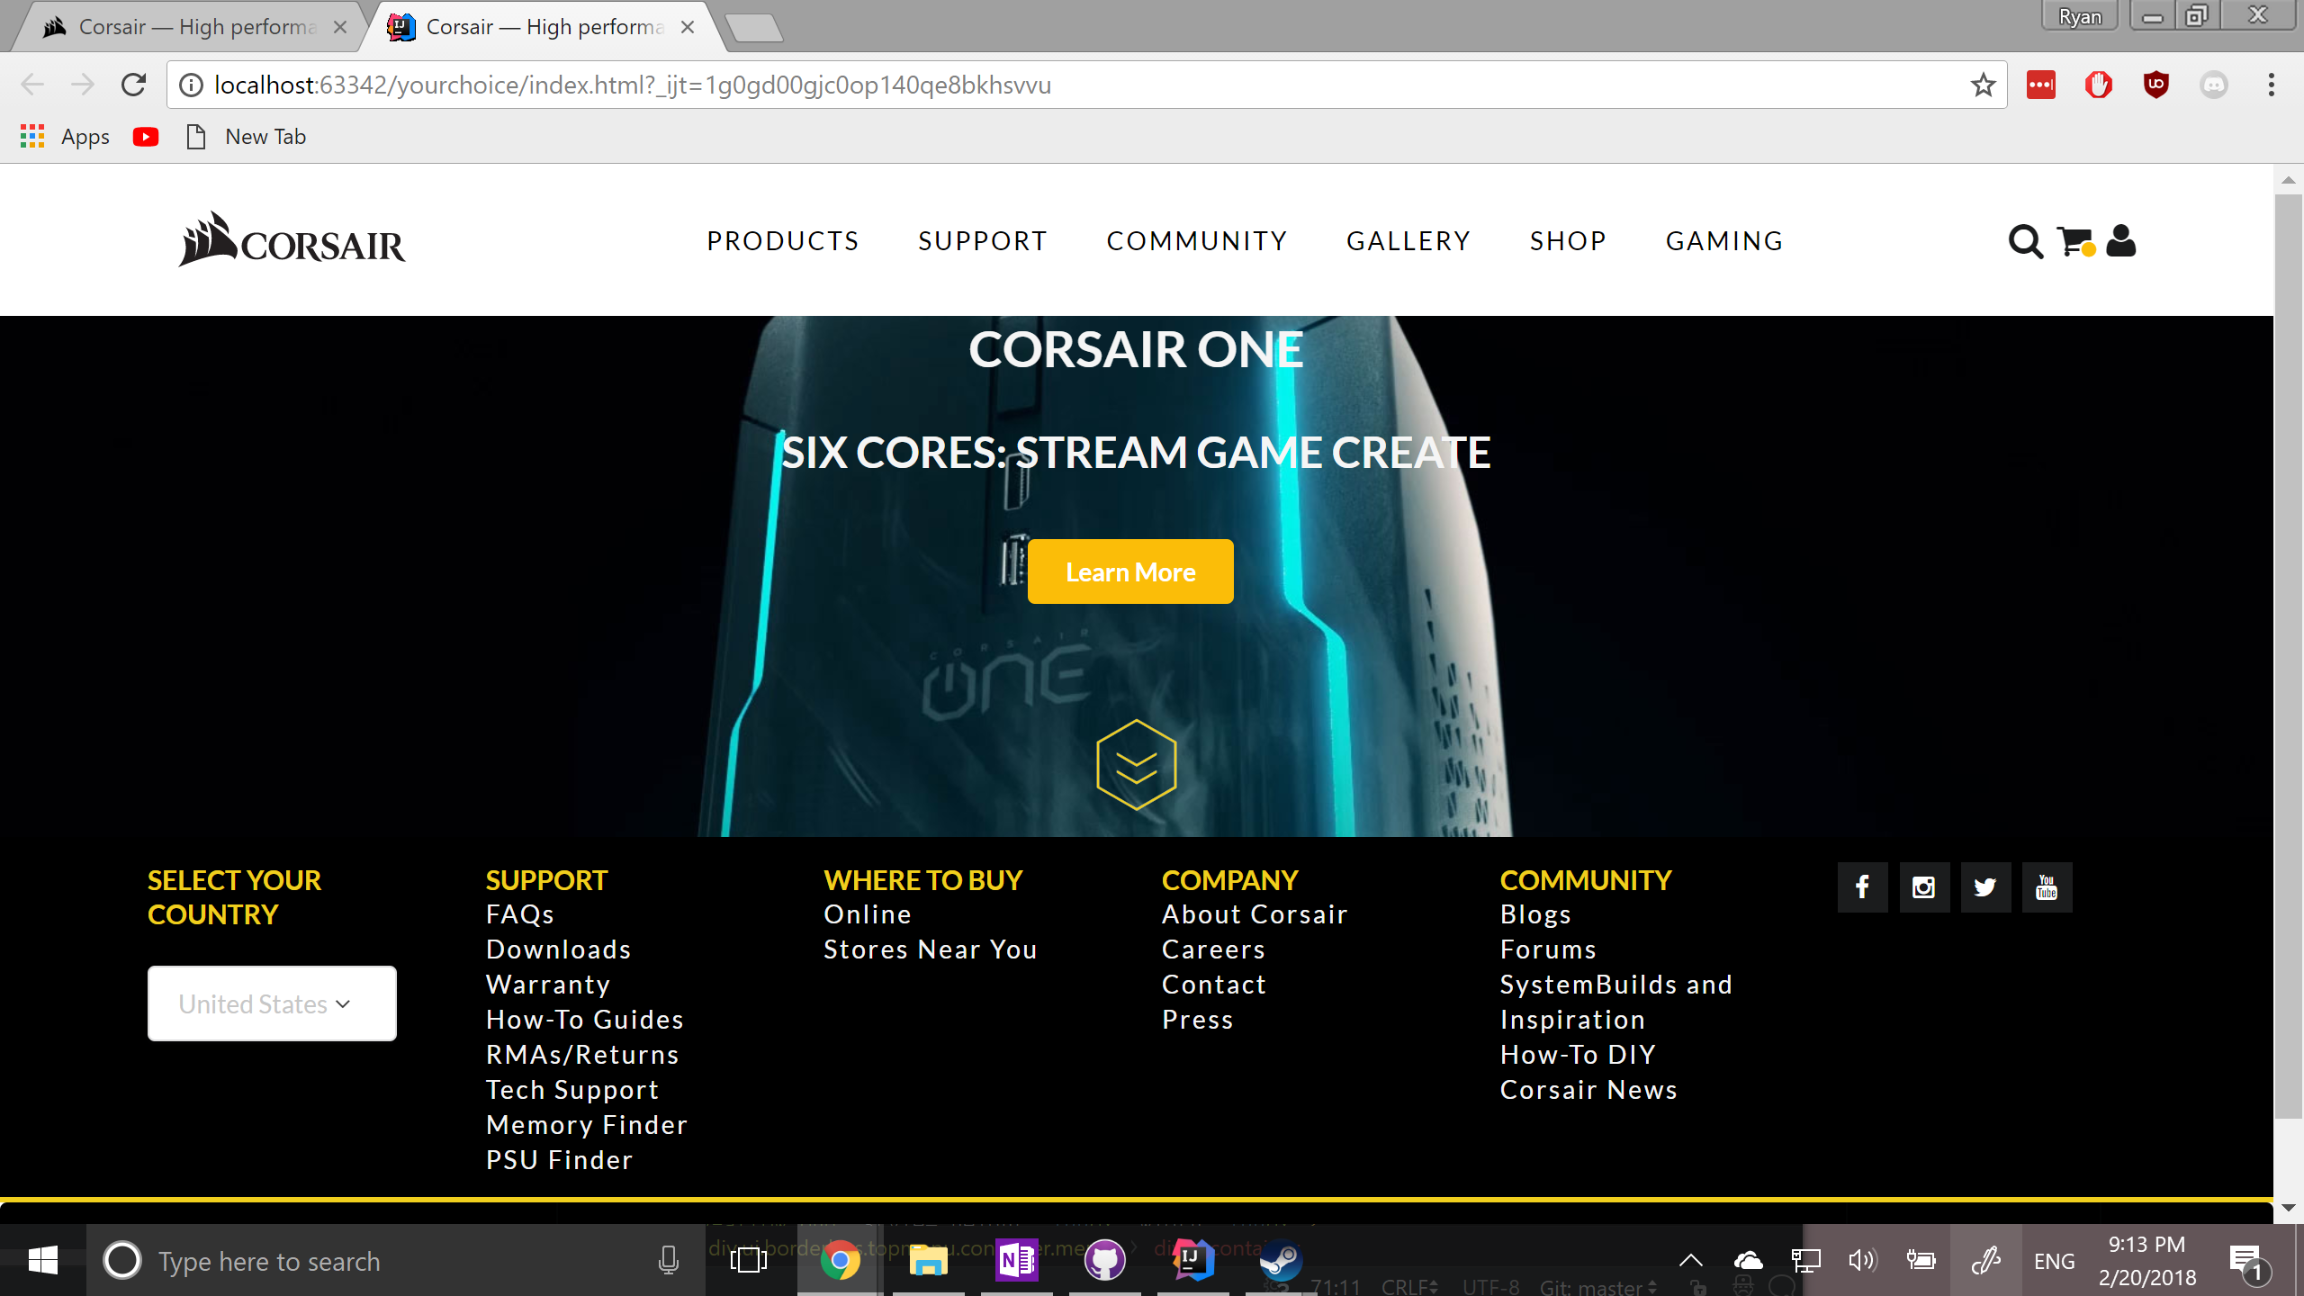 Corsair — High performa
Corsair — High performa
Ryan
localhost:63342/yourchoice/index.html?_ijt=1g0gd00gjc0op140qe8bkhsvvu
Apps
New Tab
CORSAIR
PRODUCTS
SUPPORT
COMMUNITY
GALLERY
SHOP
GAMING
CORSAIR ONE
SIX CORES: STREAM GAME CREATE
Learn More
CORSAIR
ONE
SELECT YOUR
COUNTRY
United States
SUPPORT
FAQs
Downloads
Warranty
How-To Guides
RMAs/Returns
Tech Support
Memory Finder
PSU Finder
WHERE TO BUY
Online
Stores Near You
COMPANY
About Corsair
Careers
Contact
Press
COMMUNITY
Blogs
Forums
SystemBuilds and
Inspiration
How-To DIY
Corsair News
You
Tube
Type here to search
71:11 CRLF UTF-8 Git: master
ENG
9:13 PM
2/20/2018
1